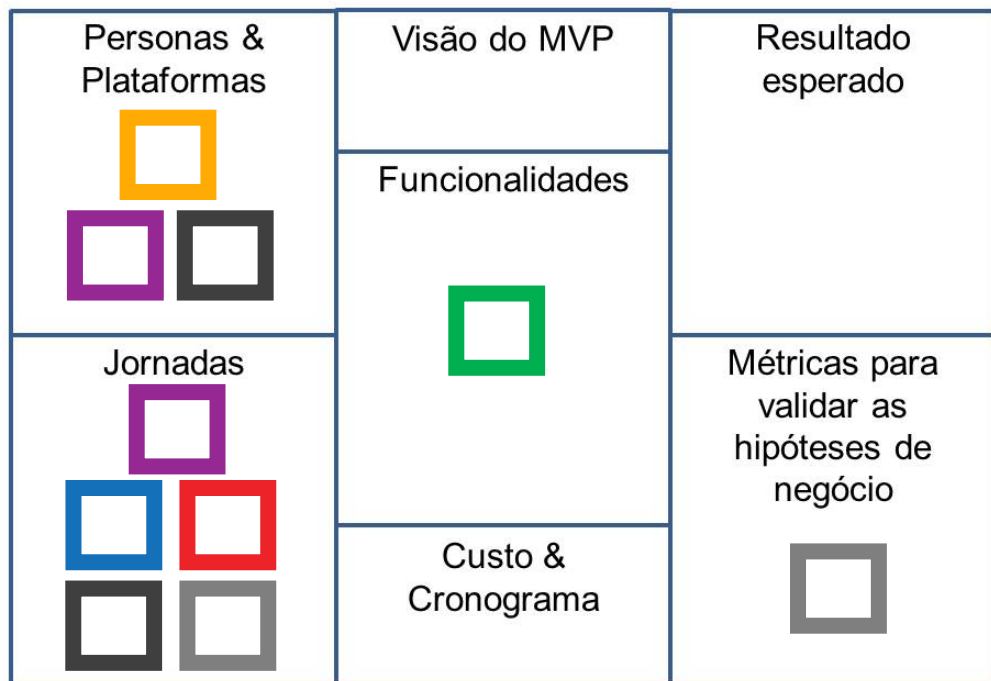 Personas &
Plataformas
Visão do MVP
Resultado
esperado
Funcionalidades
Jornadas
Métricas para
validar as
hipóteses de
negócio
Custo &
Cronograma